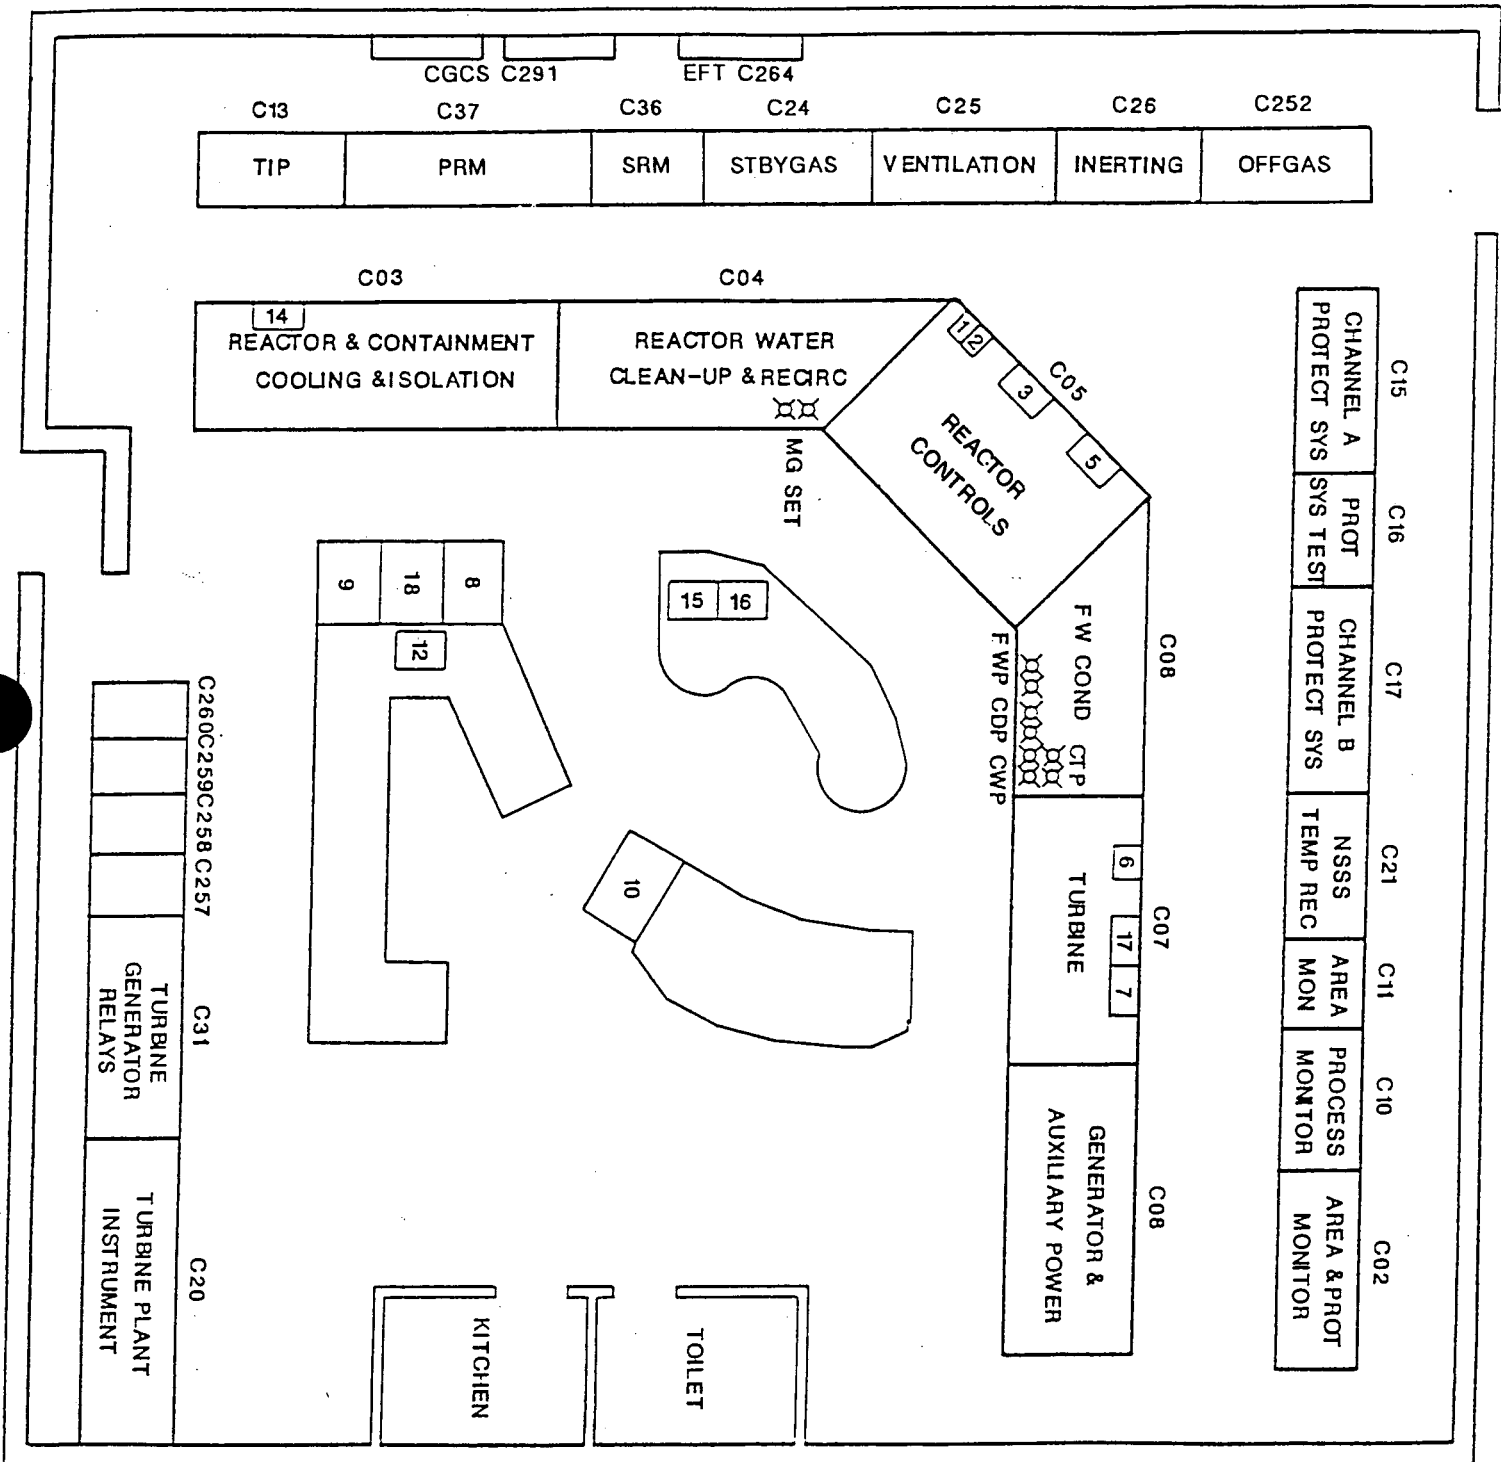 CGCS C291
EFT C264
C13
C37
C36
C24
C25
C26
C252
TIP
PRM
SRM
STBYGAS
VENTILATION
INERTING
OFFGAS
C03
C04
14
REACTOR & CONTAINMENT
COOLING & ISOLATION
REACTOR WATER
CLEAN-UP & RECIRC
MG SET
C05
1
2
3
5
REACTOR
CONTROLS
C15
CHANNEL A
PROTECT SYS
C16
PROT
SYS TEST
C17
CHANNEL B
PROTECT SYS
C21
NSSS
TEMP REC
C11
AREA
MON
C10
PROCESS
MONITOR
C02
AREA & PROT
MONITOR
9
18
8
12
15
16
10
C08
FW COND
CTP
FWP CDP CWP
C07
TURBINE
6
17
7
C08
GENERATOR &
AUXILIARY POWER
C260 C259 C258 C257
C31
TURBINE
GENERATOR
RELAYS
C20
TURBINE PLANT
INSTRUMENT
KITCHEN
TOILET